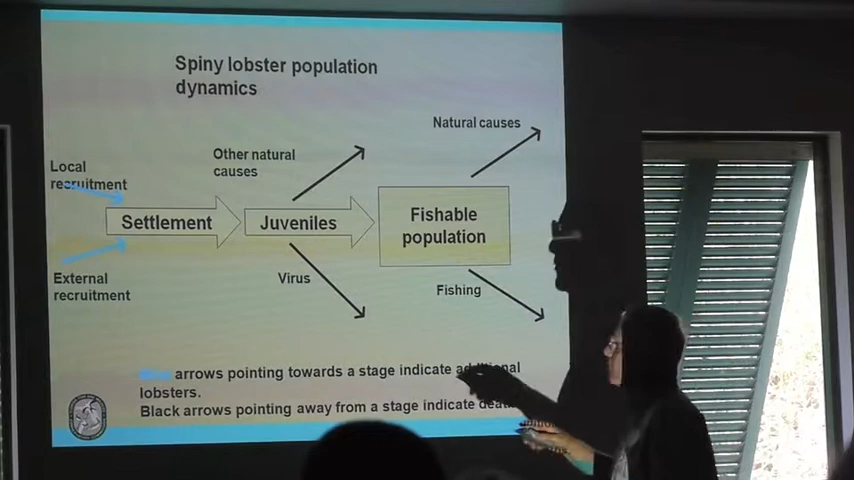 Spiny lobster population
dynamics
Natural causes
Other natural
causes
Local
recruitment
Settlement
Juveniles
Fishable
population
External
recruitment
Virus
Fishing
arrows pointing towards a stage indicate additional
lobsters.
Black arrows pointing away from a stage indicate